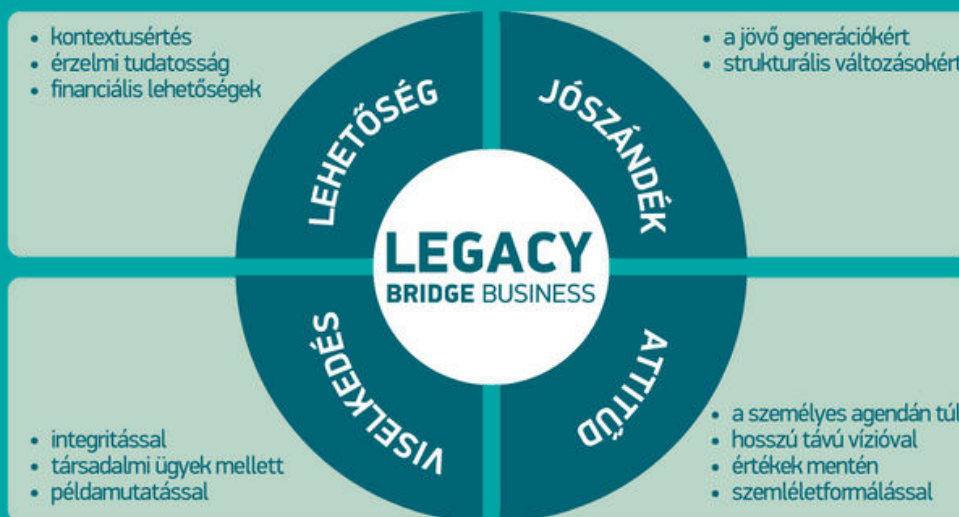 • kontextusértés
• érzelmi tudatosság
• financiális lehetőségek
LEHETŐSÉG
JÓSZÁNDÉK
• a jövő generációkért
• strukturális változásokért
LEGACY
BRIDGE BUSINESS
VISELKEDÉS
• integritással
• társadalmi ügyek mellett
• példamutatással
ATTITŰD
• a személyes agendán túl
• hosszú távú vízióval
• értékek mentén
• szemléletformálással